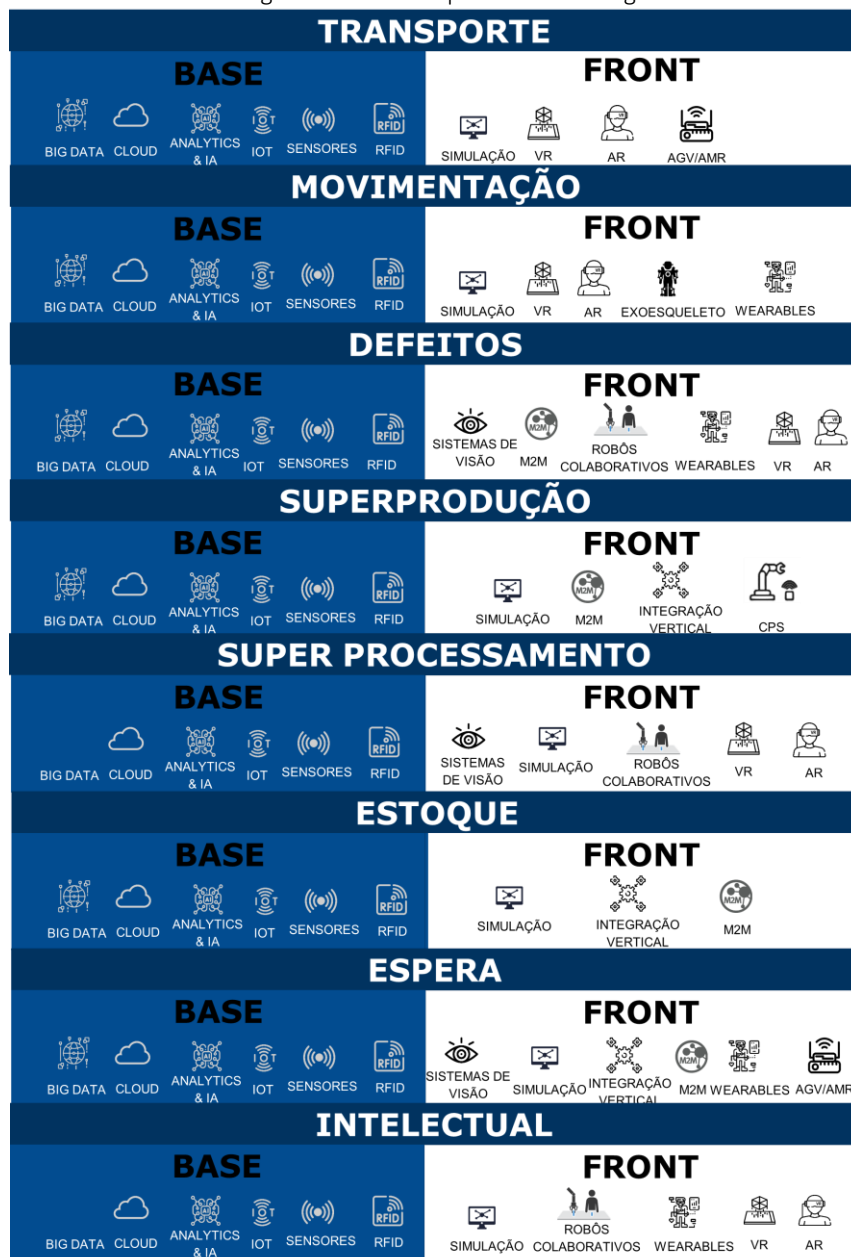 TRANSPORTE
BASE
FRONT
BIG DATA CLOUD ANALYTICS & IA IOT SENSORES RFID
SIMULAÇÃO VR AR AGV/AMR
MOVIMENTAÇÃO
BASE
FRONT
BIG DATA CLOUD ANALYTICS & IA IOT SENSORES RFID
SIMULAÇÃO VR AR EXOESQUELETO WEARABLES
DEFEITOS
BASE
FRONT
BIG DATA CLOUD ANALYTICS & IA IOT SENSORES RFID
SISTEMAS DE VISÃO M2M ROBÔS COLABORATIVOS WEARABLES VR AR
SUPERPRODUÇÃO
BASE
FRONT
BIG DATA CLOUD ANALYTICS & IA IOT SENSORES RFID
SIMULAÇÃO M2M INTEGRAÇÃO VERTICAL CPS
SUPER PROCESSAMENTO
BASE
FRONT
BIG DATA CLOUD ANALYTICS & IA IOT SENSORES RFID
SISTEMAS DE VISÃO SIMULAÇÃO ROBÔS COLABORATIVOS VR AR
ESTOQUE
BASE
FRONT
BIG DATA CLOUD ANALYTICS & IA IOT SENSORES RFID
SIMULAÇÃO INTEGRAÇÃO VERTICAL M2M
ESPERA
BASE
FRONT
BIG DATA CLOUD ANALYTICS & IA IOT SENSORES RFID
SISTEMAS DE VISÃO SIMULAÇÃO INTEGRAÇÃO VERTICAL M2M WEARABLES AGV/AMR
INTELECTUAL
BASE
FRONT
BIG DATA CLOUD ANALYTICS & IA IOT SENSORES RFID
SIMULAÇÃO ROBÔS COLABORATIVOS WEARABLES VR AR